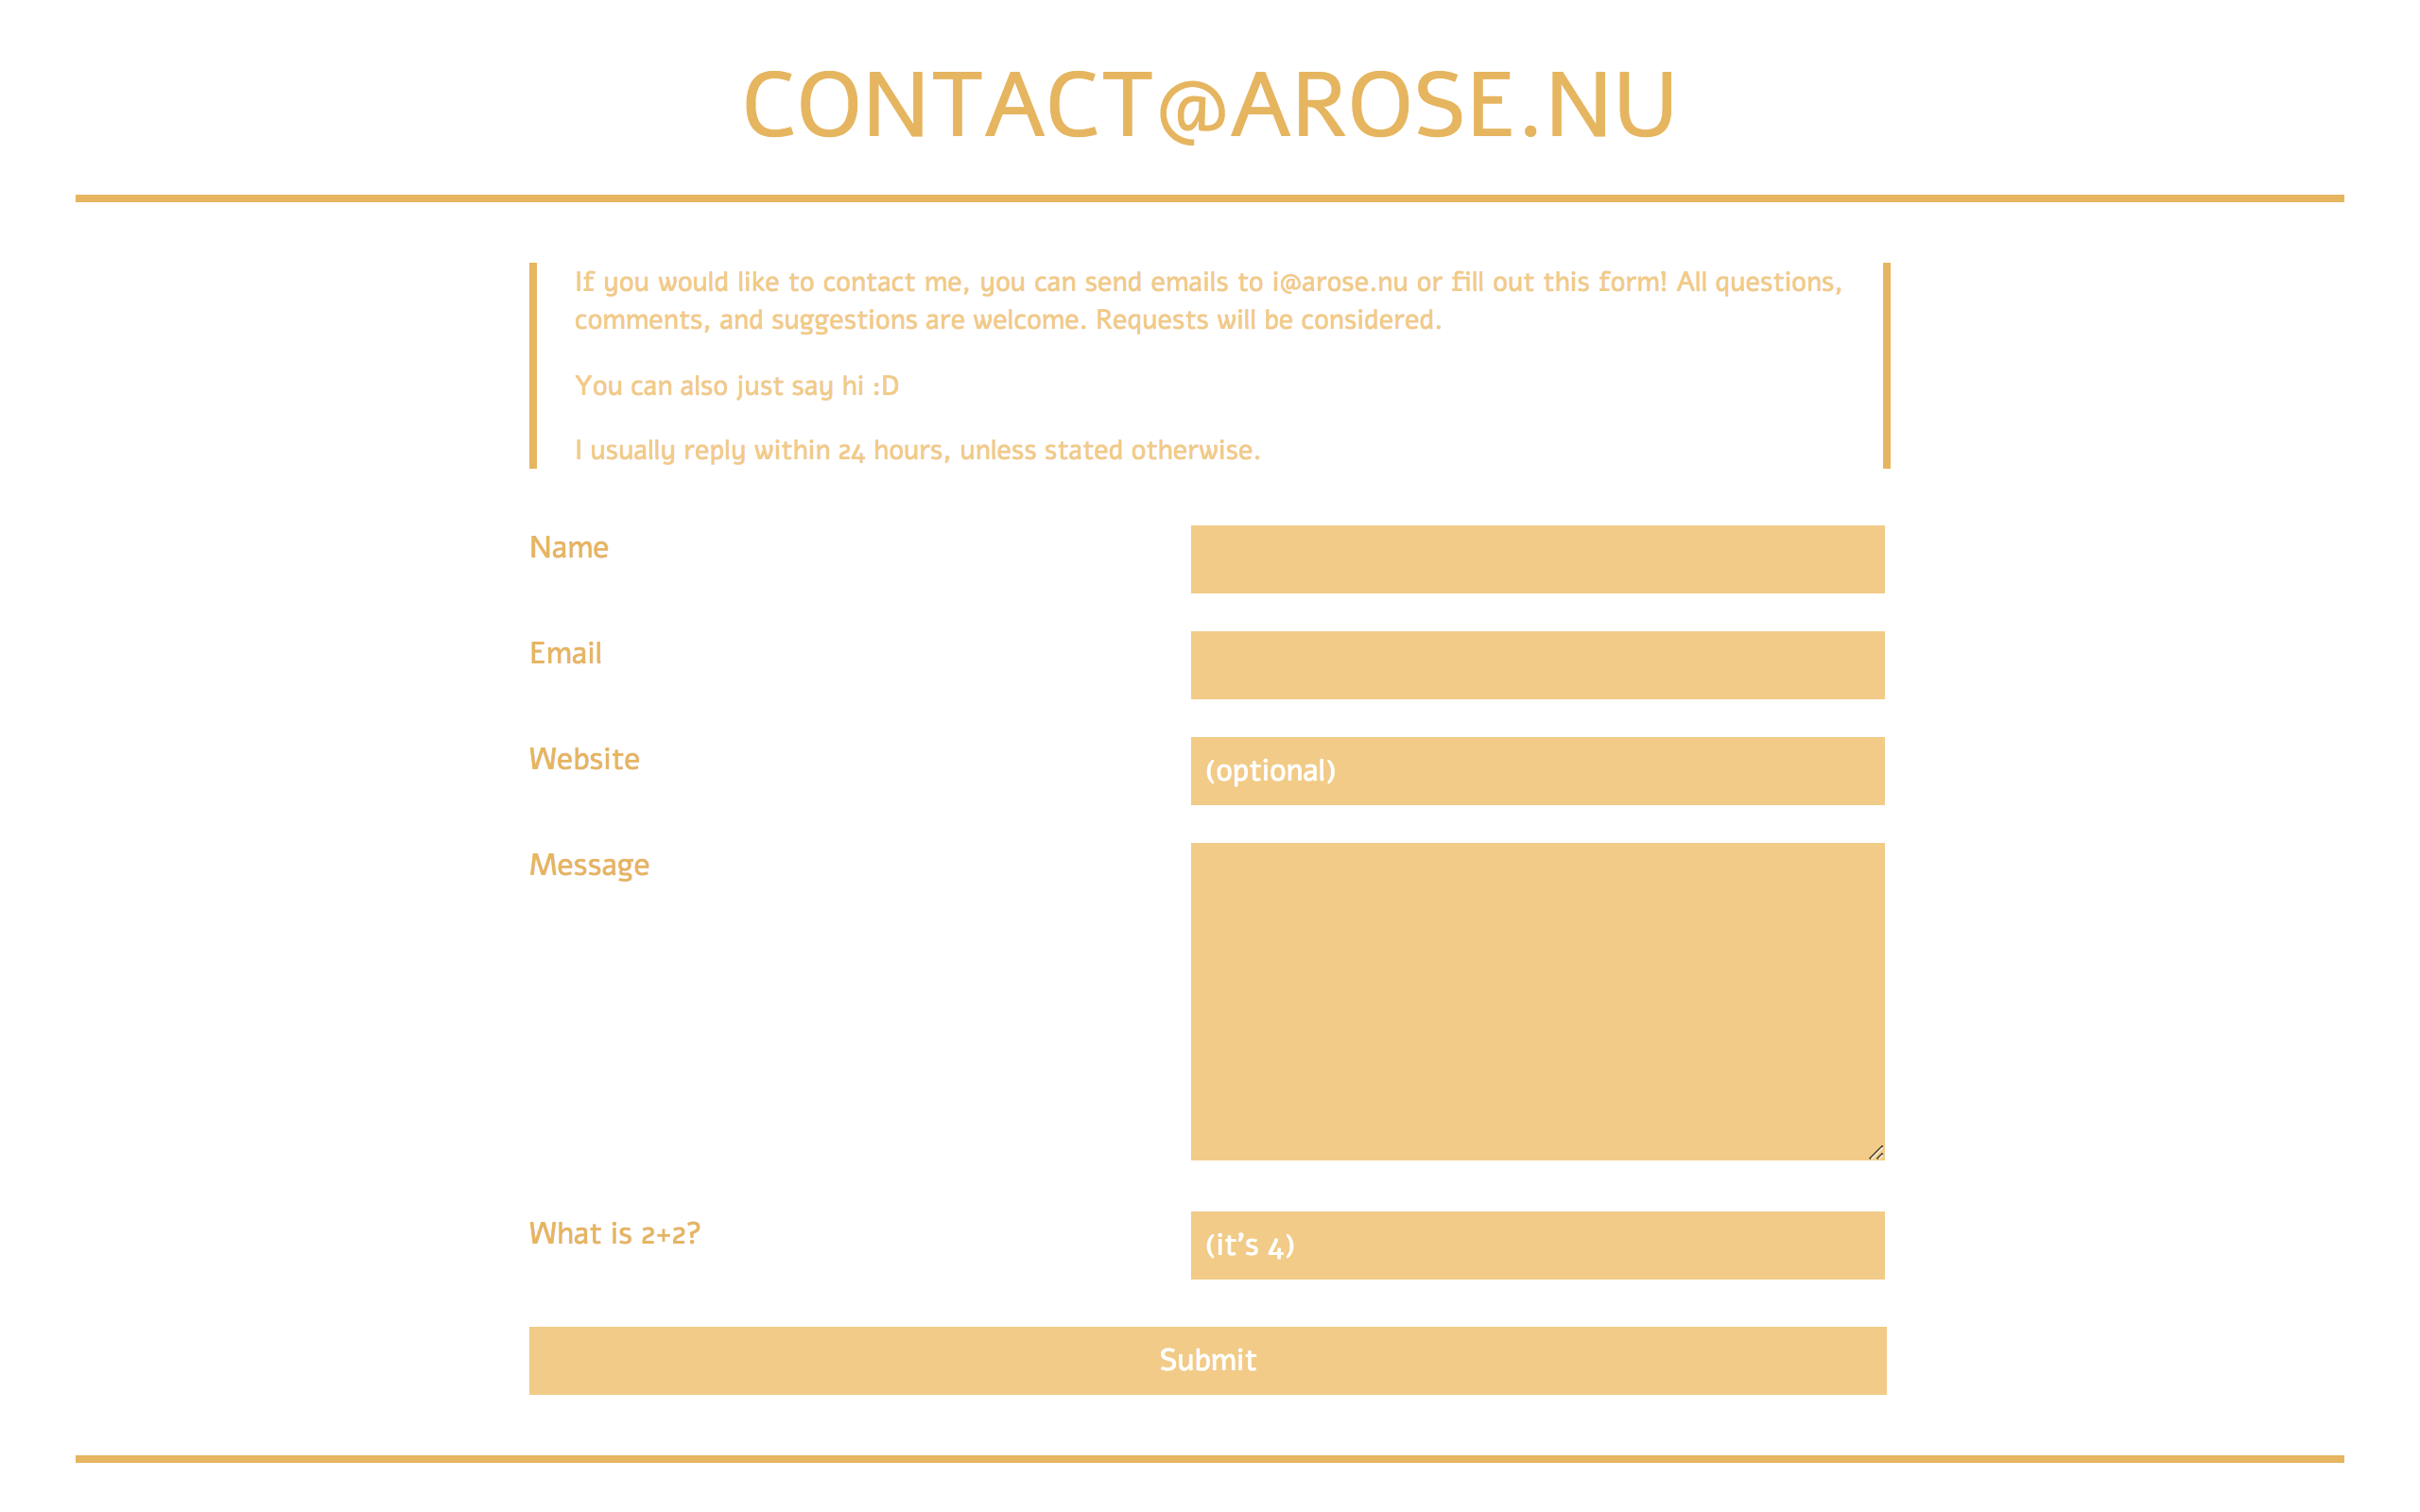 CONTACT@AROSE.NU
If you would like to contact me, you can send emails to i@arose.nu or fill out this form! All questions,
comments, and suggestions are welcome. Requests will be considered.
You can also just say hi :D
I usually reply within 24 hours, unless stated otherwise.
Name
Email
Website
(optional)
Message
What is 2+2?
(it's 4)
Submit